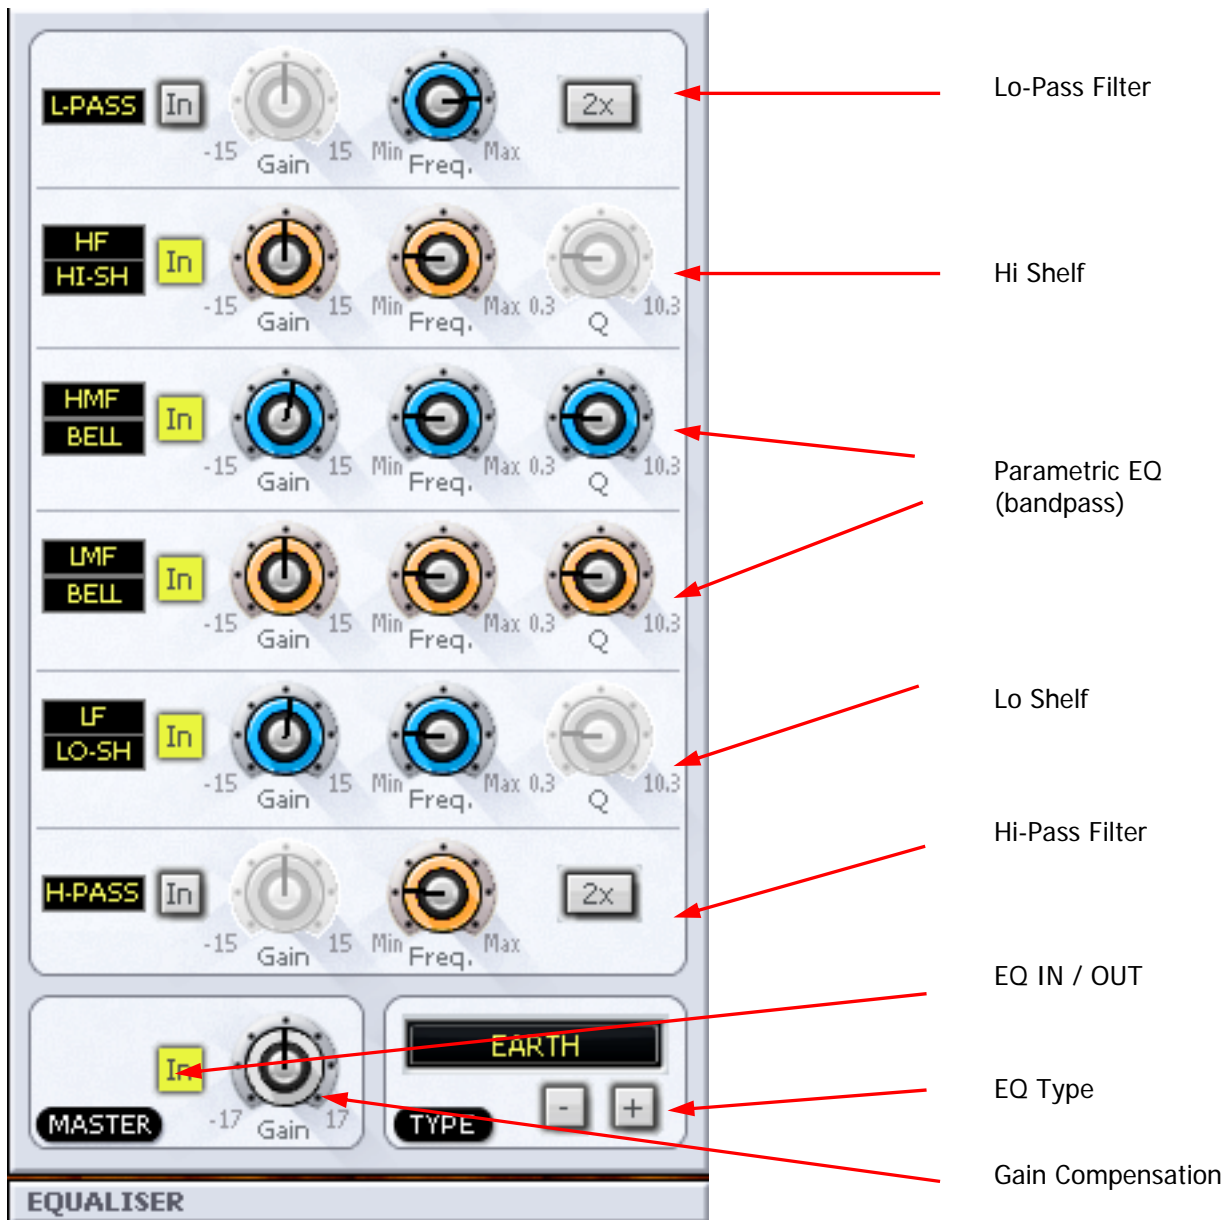 L-PASS In 2x Lo-Pass Filter
-15 15 Min Max
Gain Freq.
HF
HI-SH In Hi Shelf
-15 15 Min Max 0.3 10.3
Gain Freq. Q
HMF
BELL In
-15 15 Min Max 0.3 10.3
Gain Freq. Q
Parametric EQ
(bandpass)
LMF
BELL In
-15 15 Min Max 0.3 10.3
Gain Freq. Q
LF
LO-SH In Lo Shelf
-15 15 Min Max 0.3 10.3
Gain Freq. Q
Hi-Pass Filter
H-PASS In 2x
-15 15 Min Max
Gain Freq.
EQ IN / OUT
In EARTH
EQ Type
MASTER -17 17 TYPE - +
Gain
Gain Compensation
EQUALISER